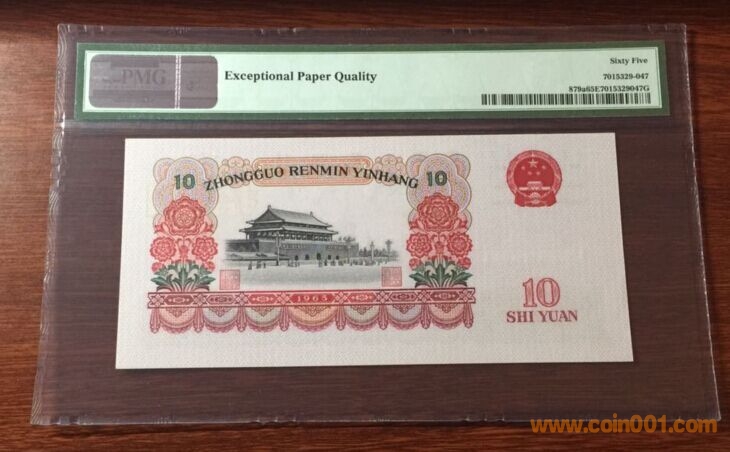 PMG
Exceptional Paper Quality
Sixty Five
7015329-047
879a65E7015329047G
10 ZHONGGUO RENMIN YINHANG 10
1965
10
SHI YUAN
www.coin001.com